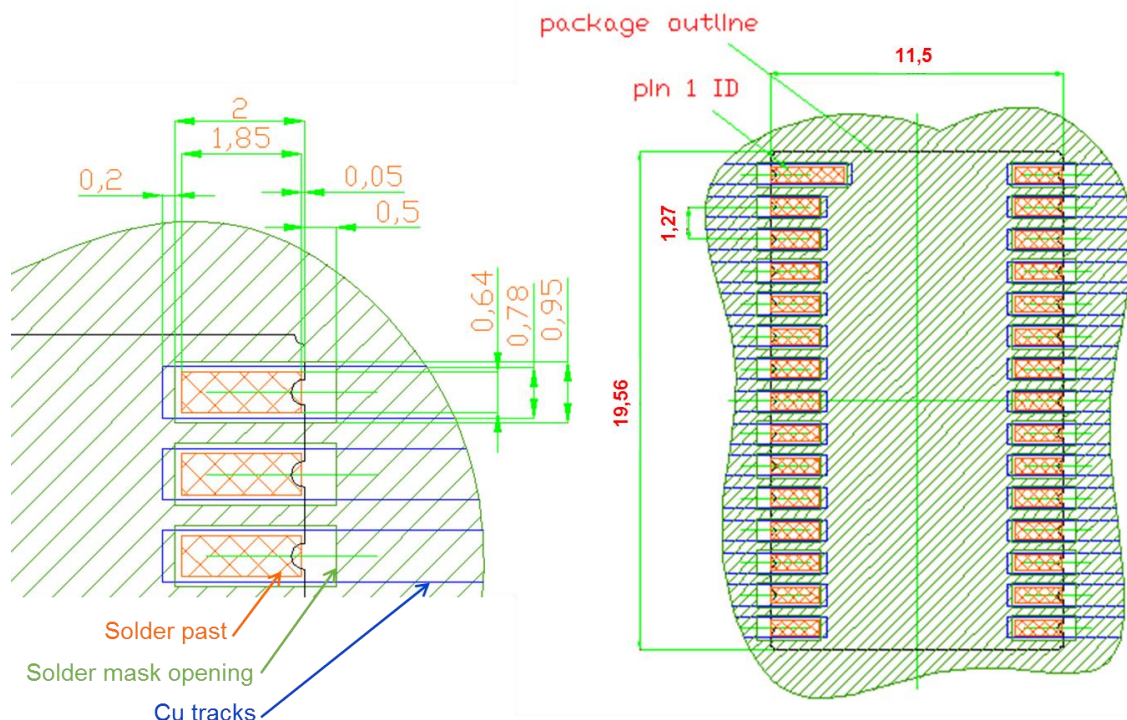 package outline
11,5
pin 1 ID
2
1,85
0,2
0,05
0,5
0,64
0,78
0,95
1,27
19,56
Solder past
Solder mask opening
Cu tracks